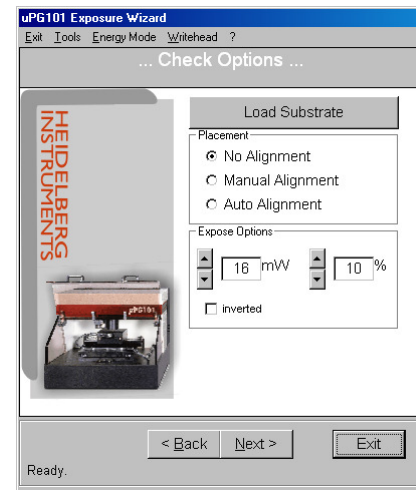 uPG101 Exposure Wizard
Exit Tools Energy Mode Writehead ?
... Check Options ...
HEIDELBERG
INSTRUMENTS
Load Substrate
Placement
No Alignment
Manual Alignment
Auto Alignment
Expose Options
16 mW 10 %
inverted
µPG101
< Back Next > Exit
Ready.